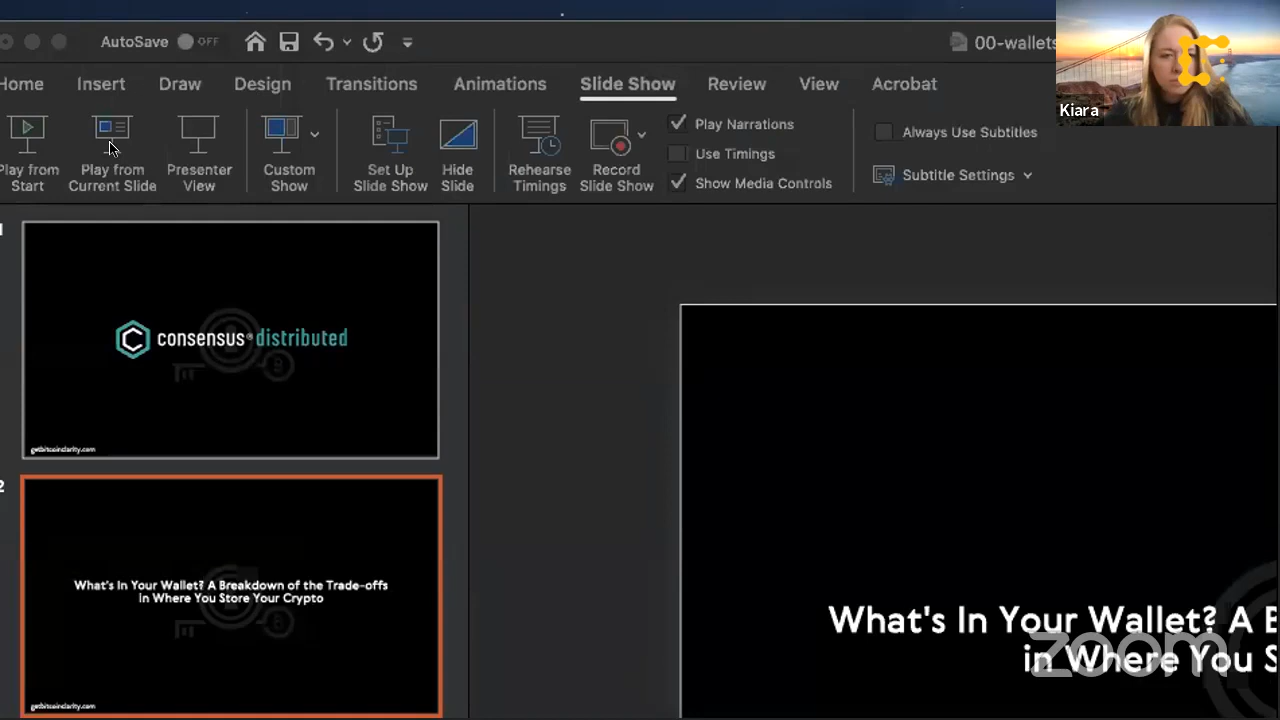 AutoSave OFF
00-wallets
Home Insert Draw Design Transitions Animations Slide Show Review View Acrobat
Kiara
Play from Start
Play from Current Slide
Presenter View
Custom Show
Set Up Slide Show
Hide Slide
Rehearse Timings
Record Slide Show
Play Narrations
Use Timings
Show Media Controls
Always Use Subtitles
Subtitle Settings
1
consensus® distributed
getbitcoinclarity.com
2
What's In Your Wallet? A Breakdown of the Trade-offs
in Where You Store Your Crypto
getbitcoinclarity.com
What's In Your Wallet? A B
in Where You S
zoom